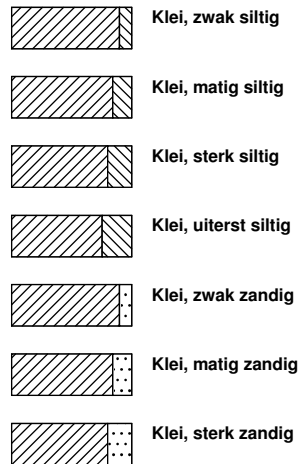 Klei, zwak siltig
Klei, matig siltig
Klei, sterk siltig
Klei, uiterst siltig
Klei, zwak zandig
Klei, matig zandig
Klei, sterk zandig